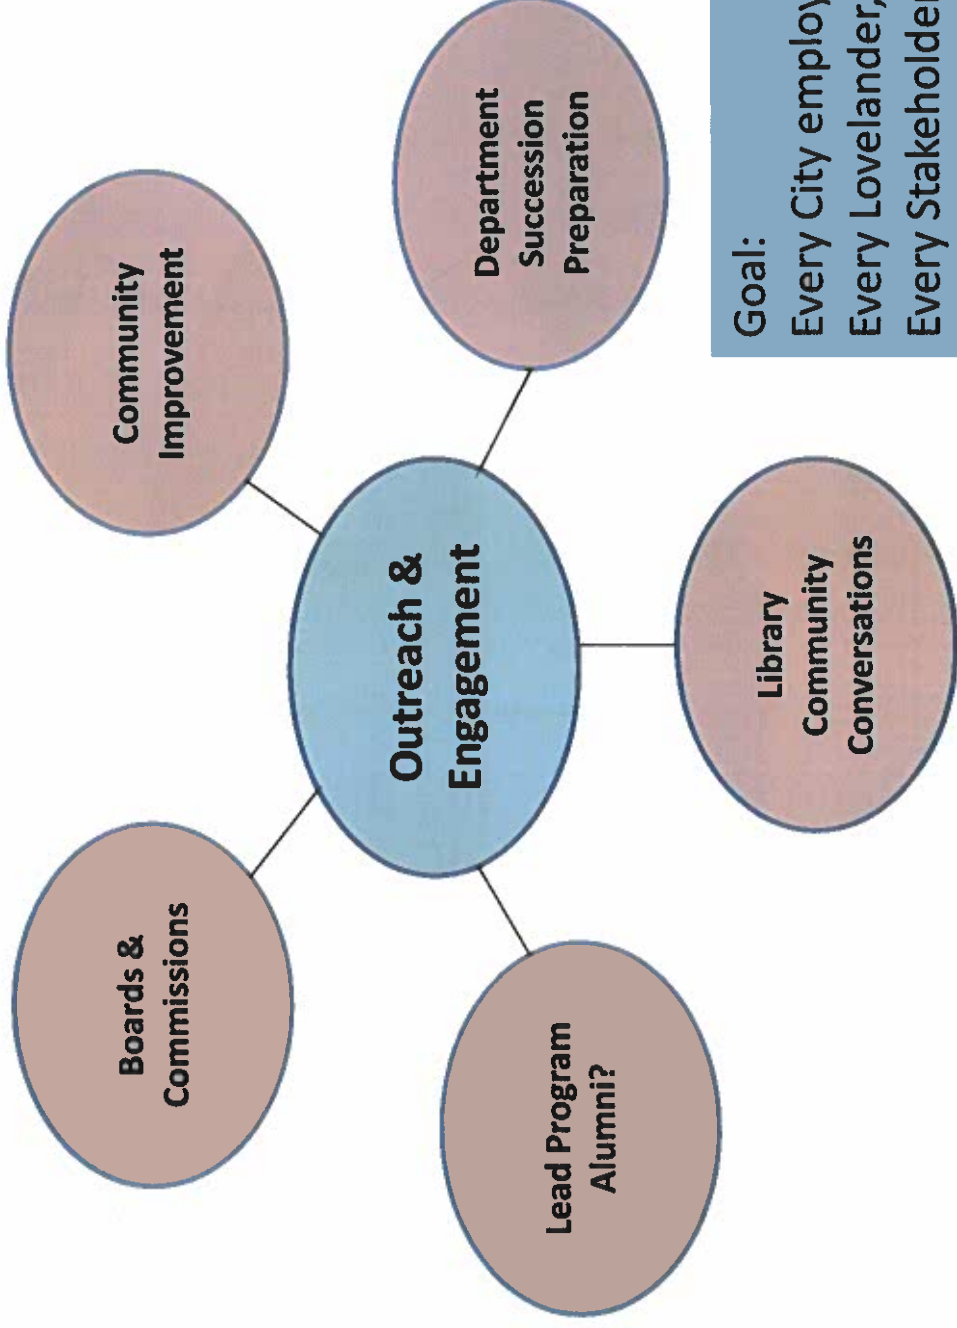 Boards &
Commissions
Community
Improvement
Outreach &
Engagement
Department
Succession
Preparation
Lead Program
Alumni?
Library
Community
Conversations
Goal:
Every City employ
Every Lovelander,
Every Stakeholder